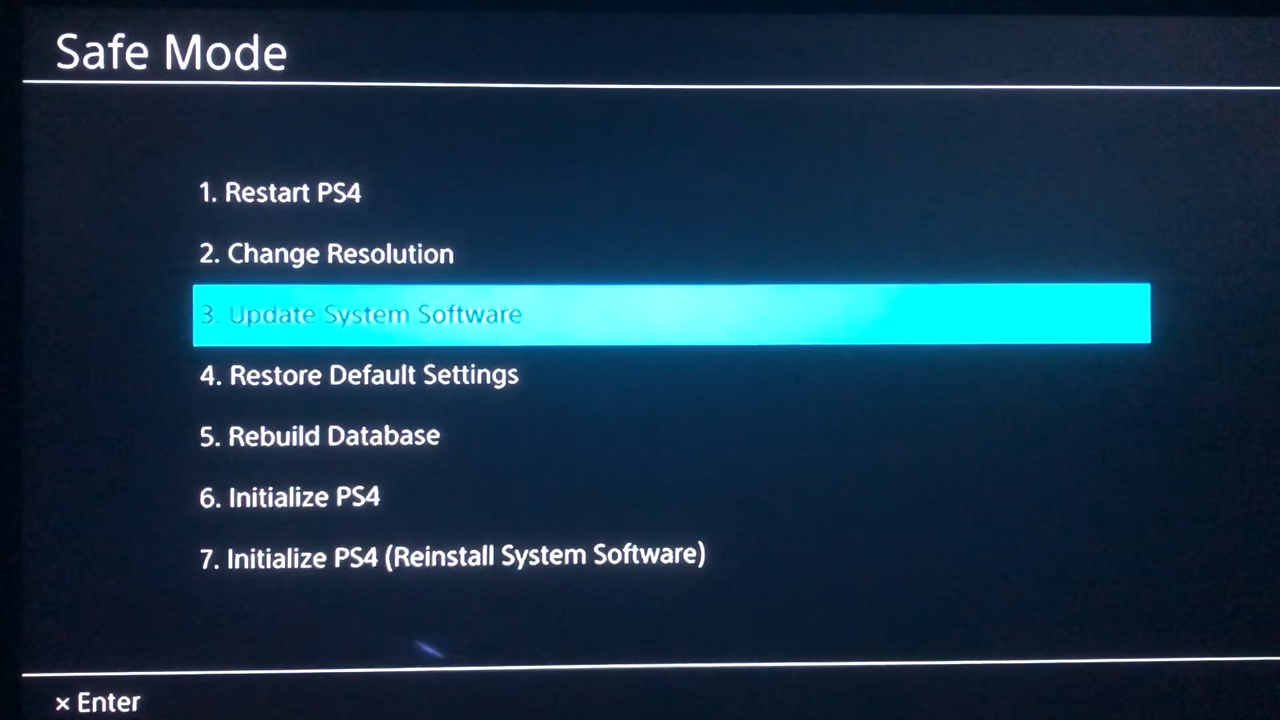 Safe Mode
1. Restart PS4
2. Change Resolution
3. Update System Software
4. Restore Default Settings
5. Rebuild Database
6. Initialize PS4
7. Initialize PS4 (Reinstall System Software)
× Enter